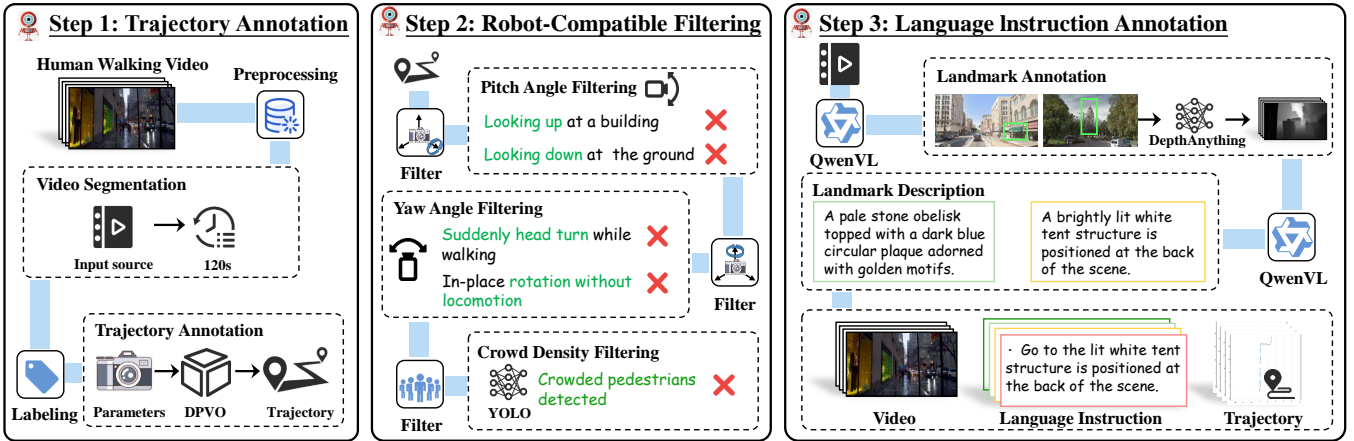 Step 1: Trajectory Annotation
Human Walking Video
Preprocessing
Video Segmentation
Input source
120s
Trajectory Annotation
Labeling
Parameters
DPVO
Trajectory
Step 2: Robot-Compatible Filtering
Pitch Angle Filtering
Looking up at a building
Looking down at the ground
Filter
Yaw Angle Filtering
Suddenly head turn while
walking
In-place rotation without
locomotion
Filter
Crowd Density Filtering
Crowded pedestrians
detected
YOLO
Filter
Step 3: Language Instruction Annotation
Landmark Annotation
QwenVL
DepthAnything
Landmark Description
A pale stone obelisk
topped with a dark blue
circular plaque adorned
with golden motifs.
A brightly lit white
tent structure is
positioned at the back
of the scene.
QwenVL
· Go to the lit white tent
structure is positioned at
the back of the scene.
Video
Language Instruction
Trajectory